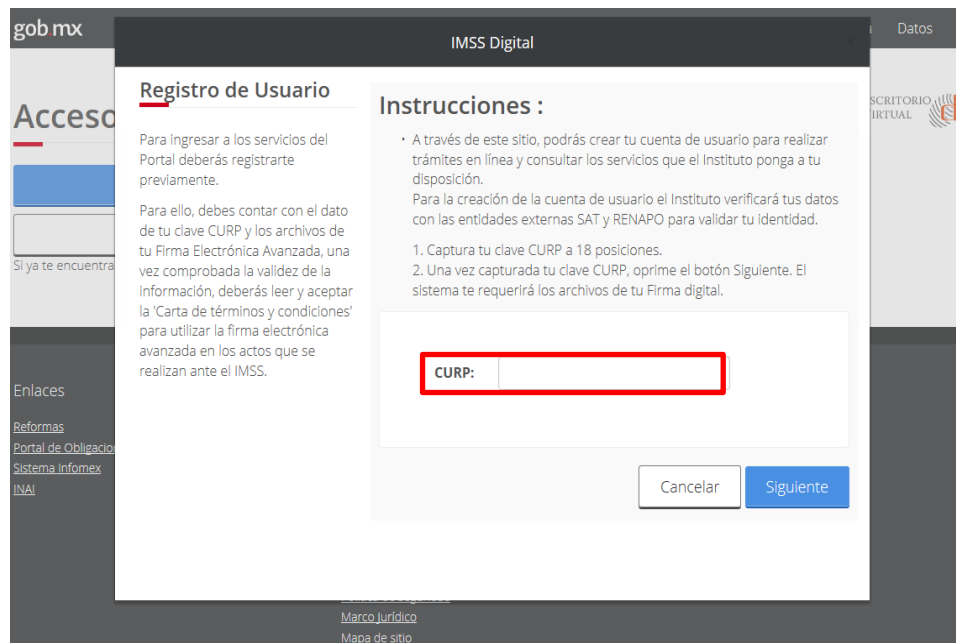 gob.mx
IMSS Digital
Datos
Acceso
ESCRITORIO
VIRTUAL
Si ya te encuentra
Registro de Usuario
Para ingresar a los servicios del
Portal deberás registrarte
previamente.
Para ello, debes contar con el dato
de tu clave CURP y los archivos de
tu Firma Electrónica Avanzada, una
vez comprobada la validez de la
información, deberás leer y aceptar
la 'Carta de términos y condiciones'
para utilizar la firma electrónica
avanzada en los actos que se
realizan ante el IMSS.
Instrucciones :
• A través de este sitio, podrás crear tu cuenta de usuario para realizar
trámites en línea y consultar los servicios que el Instituto ponga a tu
disposición.
Para la creación de la cuenta de usuario el Instituto verificará tus datos
con las entidades externas SAT y RENAPO para validar tu identidad.
1. Captura tu clave CURP a 18 posiciones.
2. Una vez capturada tu clave CURP, oprime el botón Siguiente. El
sistema te requerirá los archivos de tu Firma digital.
CURP:
Cancelar
Siguiente
Enlaces
Reformas
Portal de Obligacion
Sistema Infomex
INAI
Marco Jurídico
Mapa de sitio